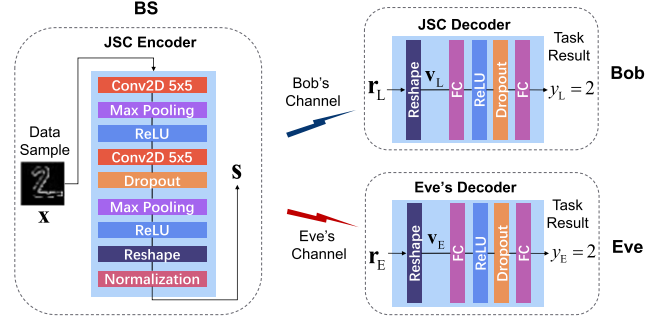 BS
JSC Encoder
Conv2D 5x5
Max Pooling
ReLU
Conv2D 5x5
Dropout
Max Pooling
ReLU
Reshape
Normalization
Data
Sample
2
x
s
Bob's
Channel
Eve's
Channel
JSC Decoder
r_L
Reshape
v_L
FC
ReLU
Dropout
FC
Task
Result
y_L = 2
Bob
Eve's Decoder
r_E
Reshape
v_E
FC
ReLU
Dropout
FC
Task
Result
y_E = 2
Eve